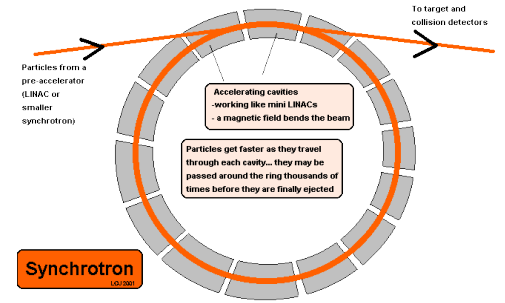 To target and
collision detectors
Particles from a
pre-accelerator
(LINAC or
smaller
synchrotron)
Accelerating cavities
-working like mini LINACs
- a magnetic field bends the beam
Particles get faster as they travel
through each cavity... they may be
passed around the ring thousands of
times before they are finally ejected
Synchrotron
LGJ 2001